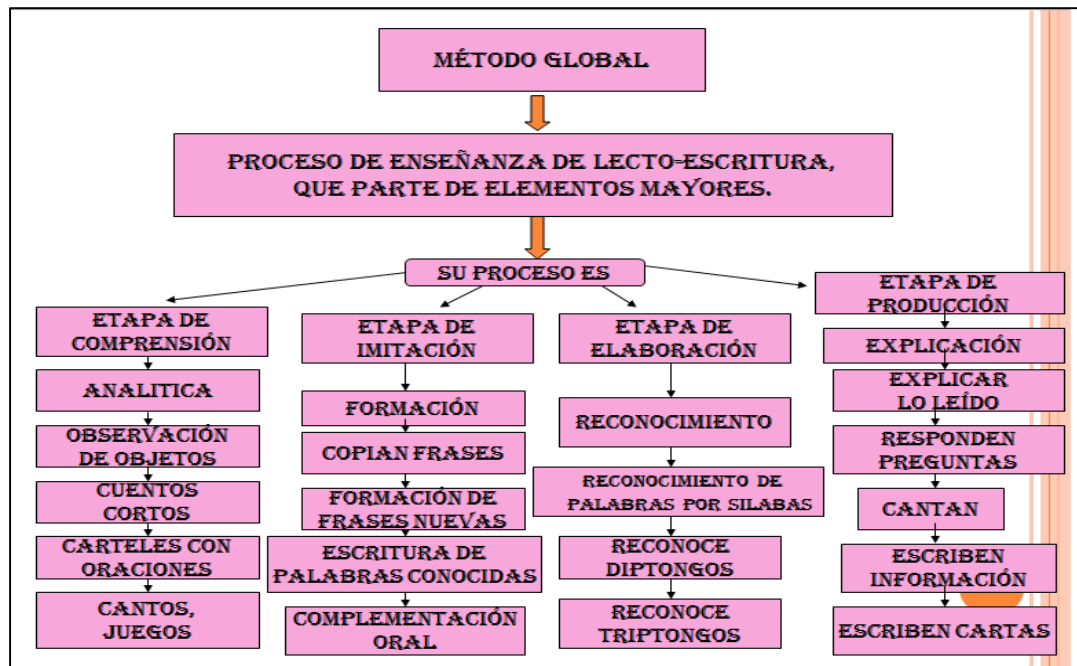 MÉTODO GLOBAL
PROCESO DE ENSEÑANZA DE LECTO-ESCRITURA,
QUE PARTE DE ELEMENTOS MAYORES.
SU PROCESO ES
ETAPA DE
COMPRENSIÓN
ANALITICA
OBSERVACIÓN
DE OBJETOS
CUENTOS
CORTOS
CARTELES CON
ORACIONES
CANTOS,
JUEGOS
ETAPA DE
IMITACIÓN
FORMACIÓN
COPIAN FRASES
FORMACIÓN DE
FRASES NUEVAS
ESCRITURA DE
PALABRAS CONOCIDAS
COMPLEMENTACIÓN
ORAL
ETAPA DE
ELABORACIÓN
RECONOCIMIENTO
RECONOCIMIENTO DE
PALABRAS POR SILABAS
RECONOCE
DIPTONGOS
RECONOCE
TRIPTONGOS
ETAPA DE
PRODUCCIÓN
EXPLICACIÓN
EXPLICAR
LO LEÍDO
RESPONDEN
PREGUNTAS
CANTAN
ESCRIBEN
INFORMACIÓN
ESCRIBEN CARTAS